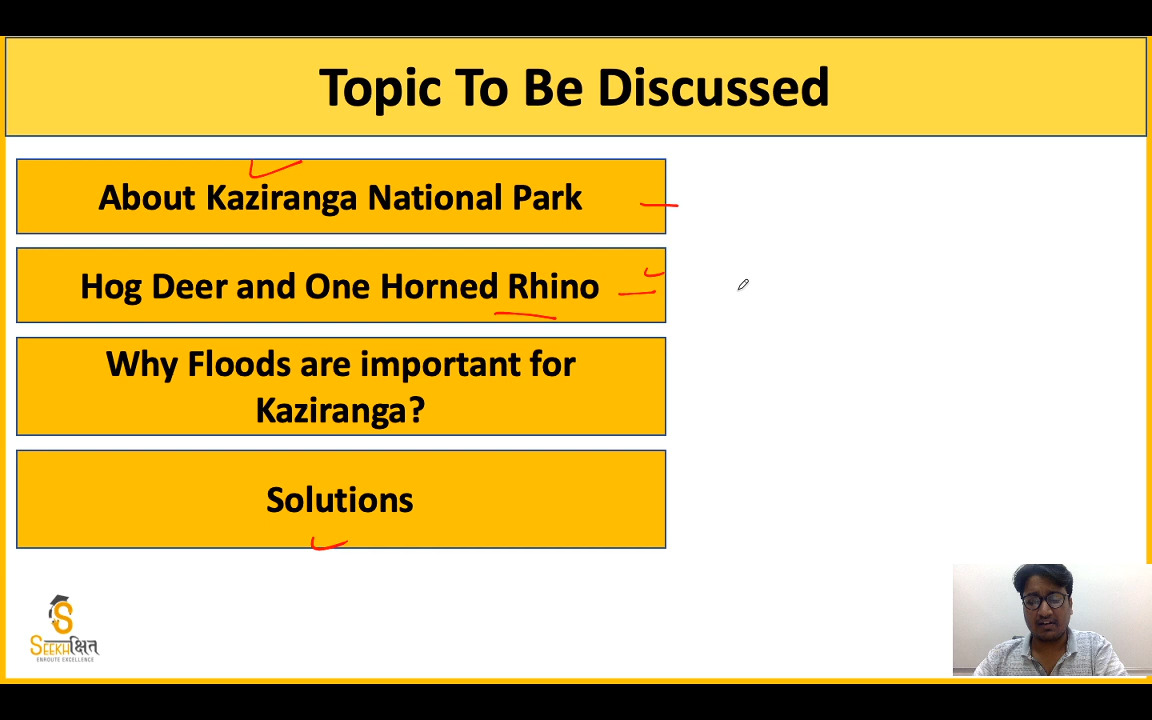 Topic To Be Discussed
About Kaziranga National Park
Hog Deer and One Horned Rhino
Why Floods are important for
Kaziranga?
Solutions
S
SEEKHक्षित
ENROUTE EXCELLENCE